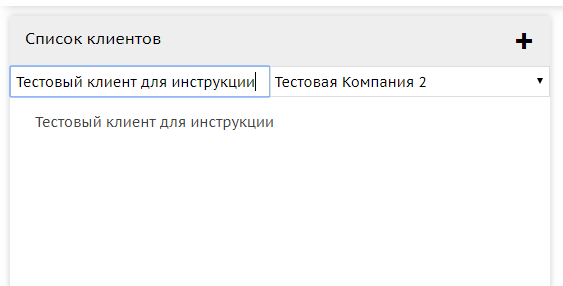 Список клиентов
Тестовый клиент для инструкции Тестовая Компания 2
Тестовый клиент для инструкции